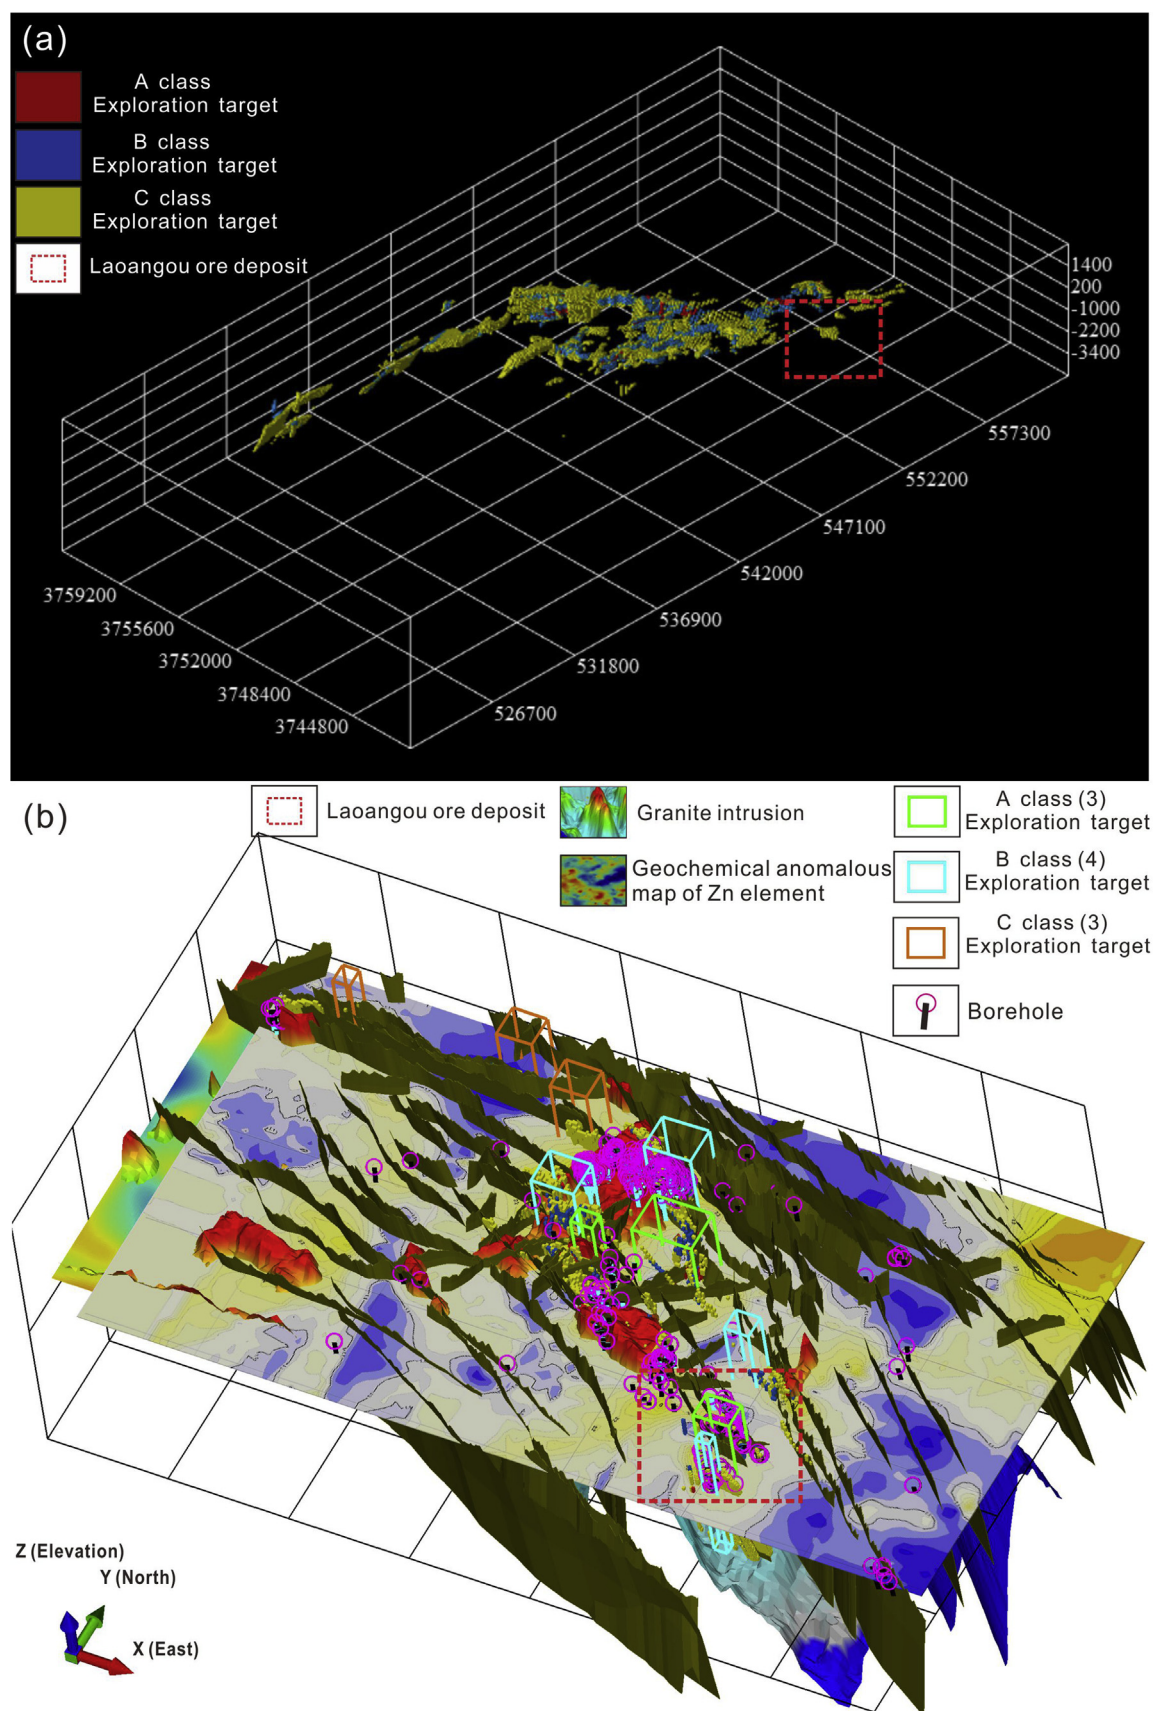 (a)
A class
Exploration target
B class
Exploration target
C class
Exploration target
Laoangou ore deposit
1400
200
-1000
-2200
-3400
557300
552200
547100
542000
536900
531800
526700
3759200
3755600
3752000
3748400
3744800
(b)
Laoangou ore deposit
Granite intrusion
Geochemical anomalous
map of Zn element
A class (3)
Exploration target
B class (4)
Exploration target
C class (3)
Exploration target
Borehole
Z (Elevation)
Y (North)
X (East)